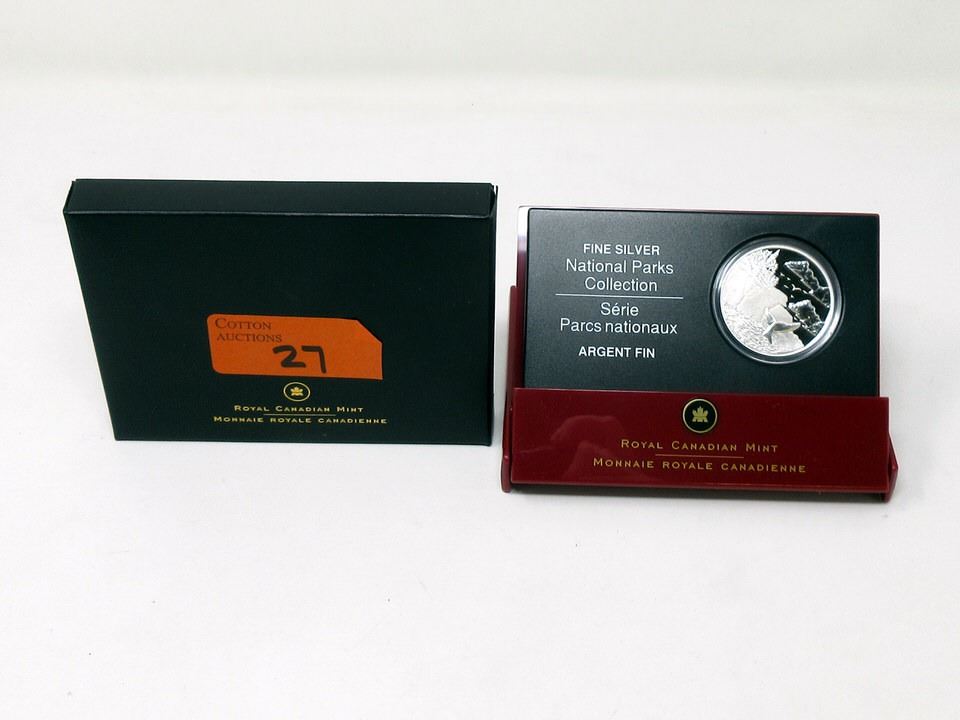 COTTON
AUCTIONS
27
ROYAL CANADIAN MINT
MONNAIE ROYALE CANADIENNE
FINE SILVER
National Parks
Collection
Série
Parcs nationaux
ARGENT FIN
ROYAL CANADIAN MINT
MONNAIE ROYALE CANADIENNE